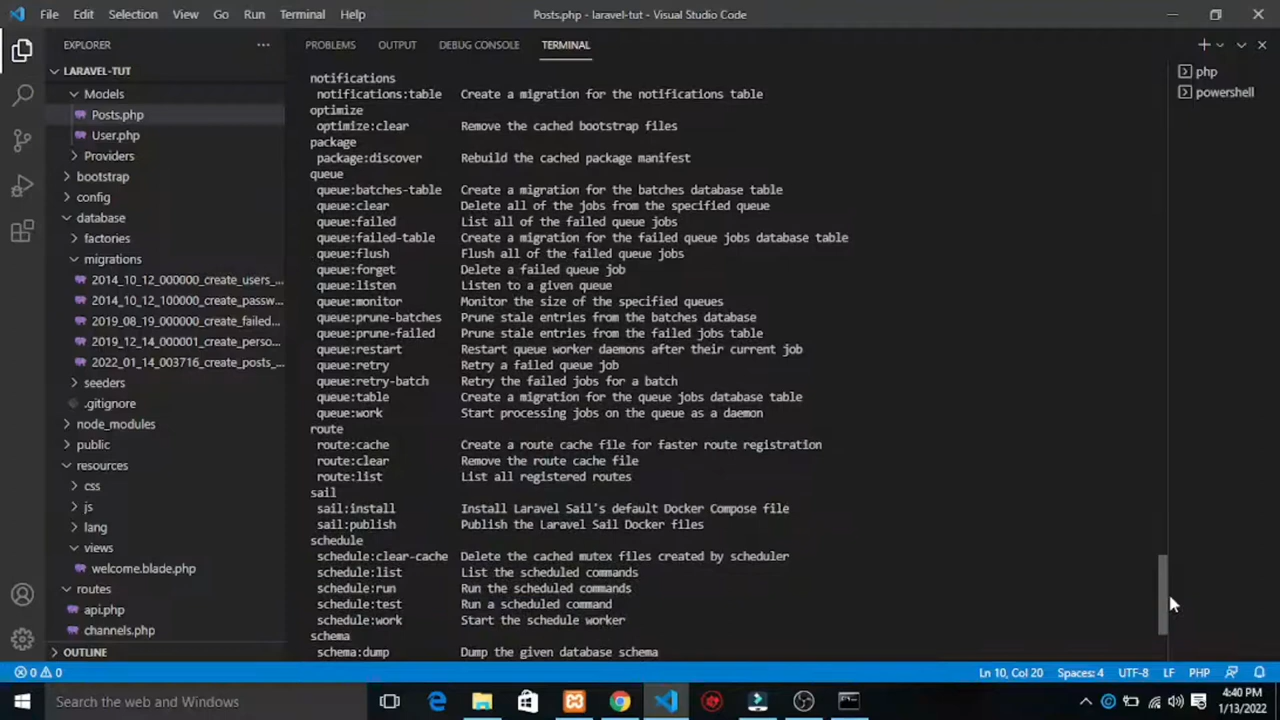 File Edit Selection View Go Run Terminal Help Posts.php - laravel-tut - Visual Studio Code
EXPLORER
LARAVEL-TUT
Models
Posts.php
User.php
Providers
bootstrap
config
database
factories
migrations
2014_10_12_000000_create_users_...
2014_10_12_100000_create_passw...
2019_08_19_000000_create_failed...
2019_12_14_000001_create_perso...
2022_01_14_003716_create_posts_...
seeders
.gitignore
node_modules
public
resources
css
js
lang
views
welcome.blade.php
routes
api.php
channels.php
OUTLINE
PROBLEMS OUTPUT DEBUG CONSOLE TERMINAL
notifications
notifications:table Create a migration for the notifications table
optimize
optimize:clear Remove the cached bootstrap files
package
package:discover Rebuild the cached package manifest
queue
queue:batches-table Create a migration for the batches database table
queue:clear Delete all of the jobs from the specified queue
queue:failed List all of the failed queue jobs
queue:failed-table Create a migration for the failed queue jobs database table
queue:flush Flush all of the failed queue jobs
queue:forget Delete a failed queue job
queue:listen Listen to a given queue
queue:monitor Monitor the size of the specified queues
queue:prune-batches Prune stale entries from the batches database
queue:prune-failed Prune stale entries from the failed jobs table
queue:restart Restart queue worker daemons after their current job
queue:retry Retry a failed queue job
queue:retry-batch Retry the failed jobs for a batch
queue:table Create a migration for the queue jobs database table
queue:work Start processing jobs on the queue as a daemon
route
route:cache Create a route cache file for faster route registration
route:clear Remove the route cache file
route:list List all registered routes
sail
sail:install Install Laravel Sail's default Docker Compose file
sail:publish Publish the Laravel Sail Docker files
schedule
schedule:clear-cache Delete the cached mutex files created by scheduler
schedule:list List the scheduled commands
schedule:run Run the scheduled commands
schedule:test Run a scheduled command
schedule:work Start the schedule worker
schema
schema:dump Dump the given database schema
php
powershell
0 0 Ln 10, Col 20 Spaces: 4 UTF-8 LF PHP
Search the web and Windows
4:40 PM
1/13/2022